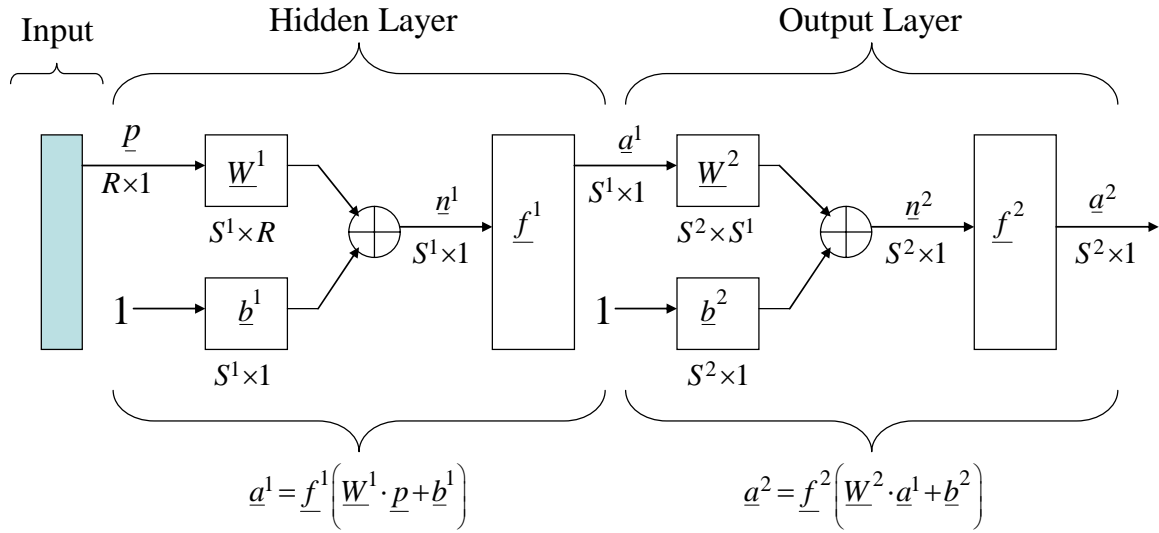 Input
Hidden Layer
Output Layer
p
R×1
W¹
S¹×R
1
b¹
S¹×1
n¹
S¹×1
f¹
a¹
S¹×1
W²
S²×S¹
1
b²
S²×1
n²
S²×1
f²
a²
S²×1
a¹ = f¹(W¹·p+b¹)
a² = f²(W²·a¹+b²)